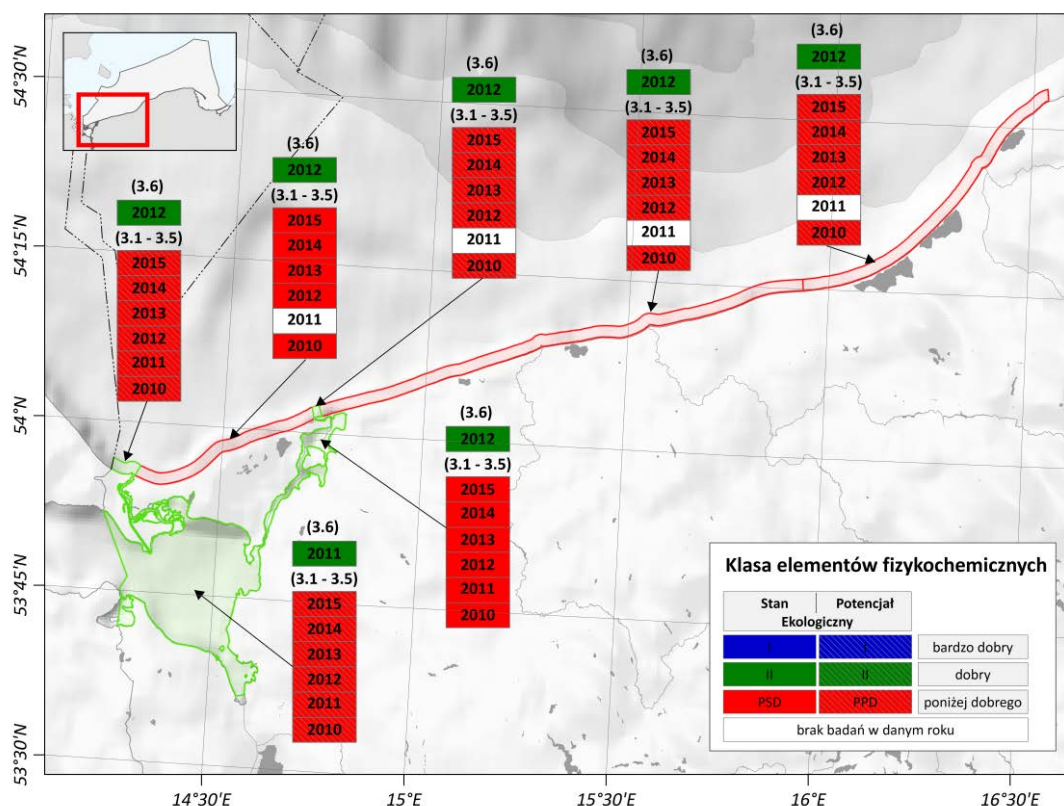 54°30'N
54°15'N
54°N
53°45'N
53°30'N
(3.6)
2012
(3.1 - 3.5)
2015
2014
2013
2012
2011
2010
(3.6)
2012
(3.1 - 3.5)
2015
2014
2013
2012
2011
2010
(3.6)
2012
(3.1 - 3.5)
2015
2014
2013
2012
2011
2010
(3.6)
2012
(3.1 - 3.5)
2015
2014
2013
2012
2011
2010
(3.6)
2012
(3.1 - 3.5)
2015
2014
2013
2012
2011
2010
(3.6)
2012
(3.1 - 3.5)
2015
2014
2013
2012
2011
2010
(3.6)
2011
(3.1 - 3.5)
2015
2014
2013
2012
2011
2010
Klasa elementów fizykochemicznych
Stan Potencjał
Ekologiczny
I I bardzo dobry
II II dobry
PSD PPD poniżej dobrego
brak badań w danym roku
14°30'E 15°E 15°30'E 16°E 16°30'E